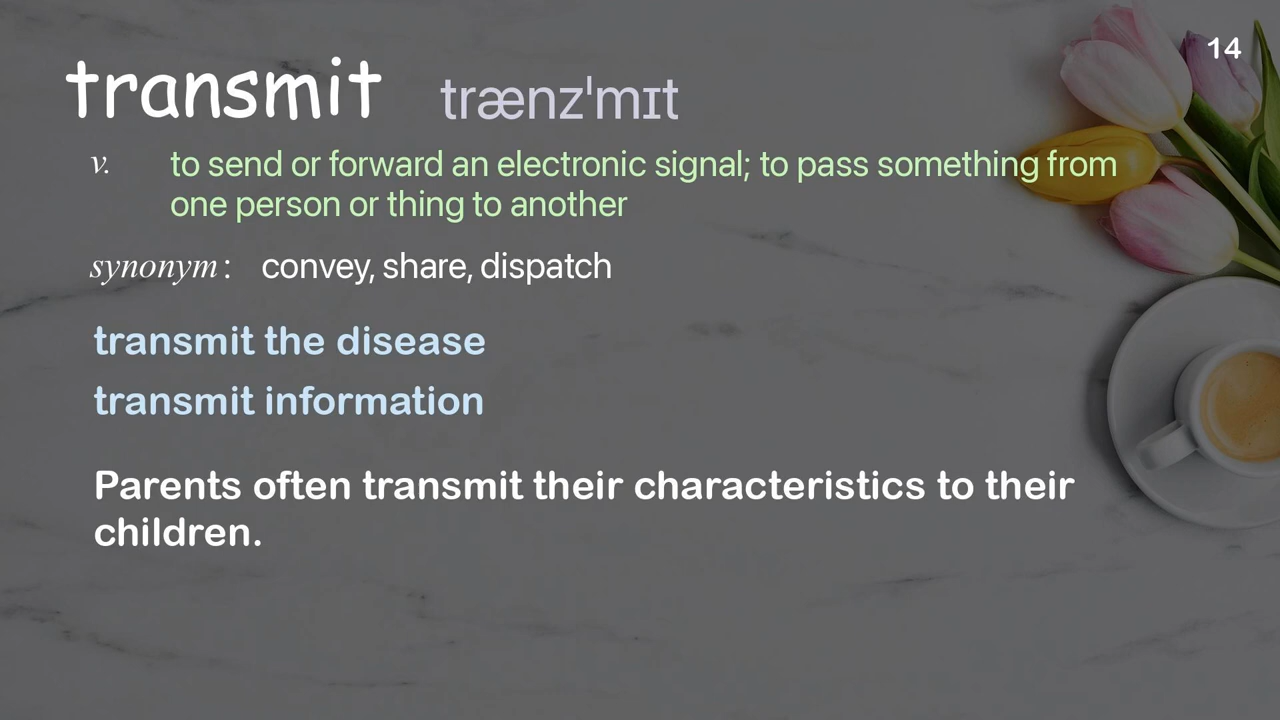 14
transmit trænzˈmɪt
v. to send or forward an electronic signal; to pass something from
one person or thing to another
synonym: convey, share, dispatch
transmit the disease
transmit information
Parents often transmit their characteristics to their
children.